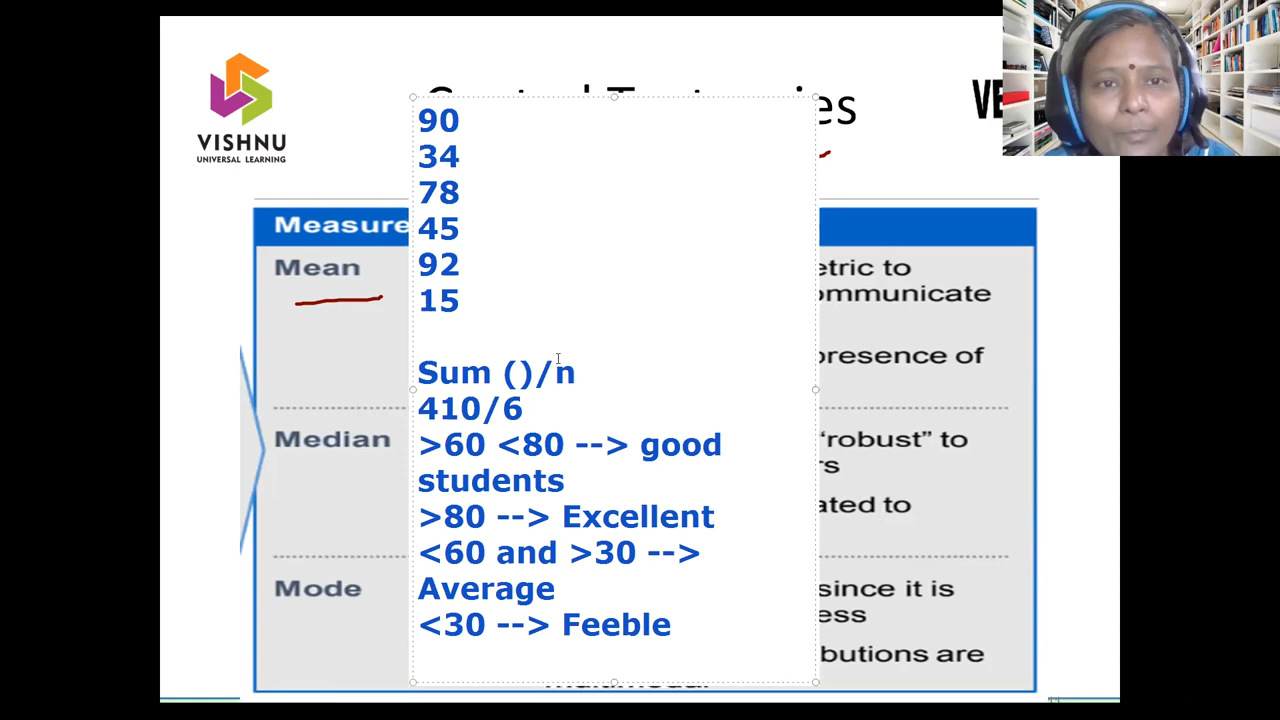 VISHNU
UNIVERSAL LEARNING
90
34
78
45
92
15
Sum ()/n
410/6
>60 <80 --> good
students
>80 --> Excellent
<60 and >30 -->
Average
<30 --> Feeble
Measure
Mean
etric to
ommunicate
presence of
Median
“robust” to
rs
ated to
Mode
since it is
ess
butions are